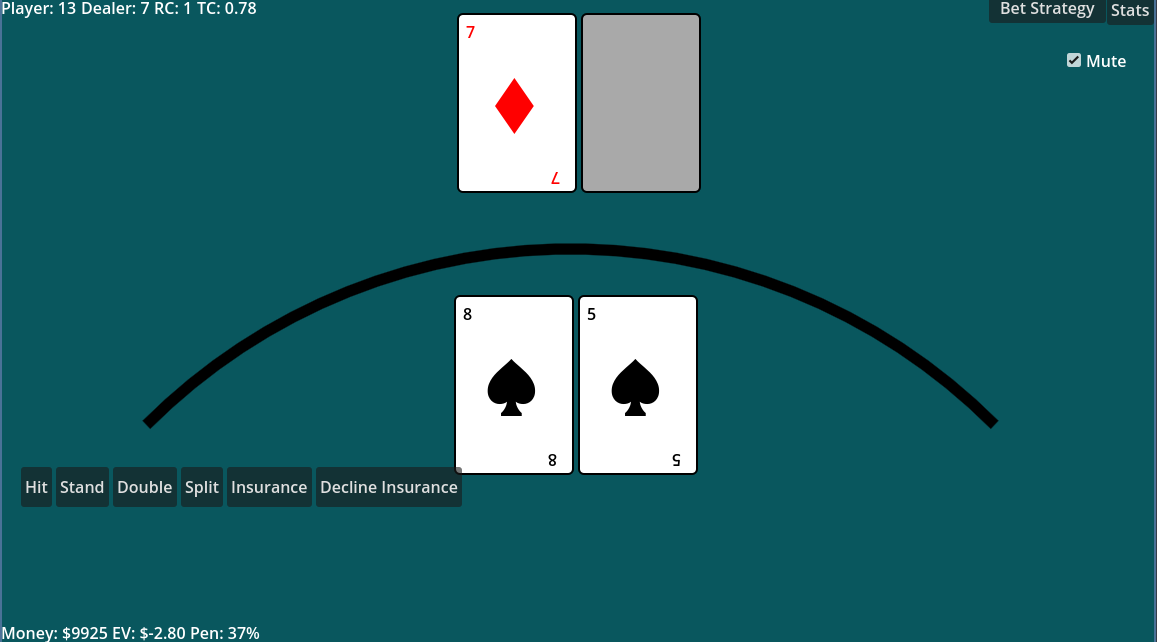 Player: 13 Dealer: 7 RC: 1 TC: 0.78
Bet Strategy
Stats
Mute
7
7
8
5
8
5
Hit
Stand
Double
Split
Insurance
Decline Insurance
Money: $9925 EV: $-2.80 Pen: 37%